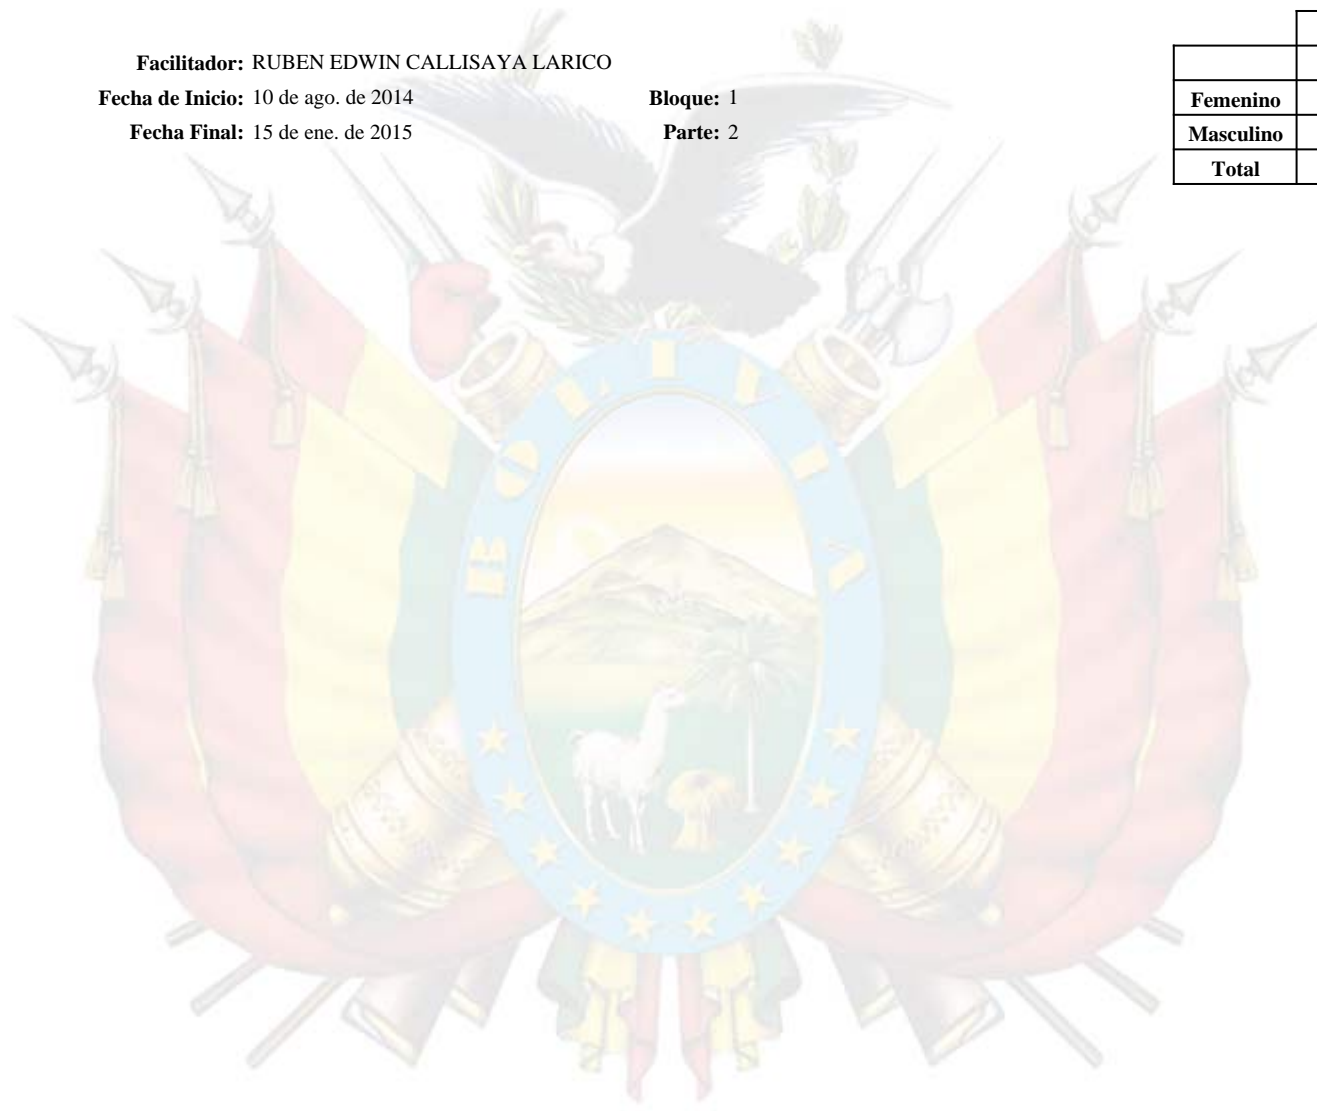 Facilitador: RUBEN EDWIN CALLISAYA LARICO
Fecha de Inicio: 10 de ago. de 2014 Bloque: 1
Fecha Final: 15 de ene. de 2015 Parte: 2
Femenino
Masculino
Total
BOLIVIA